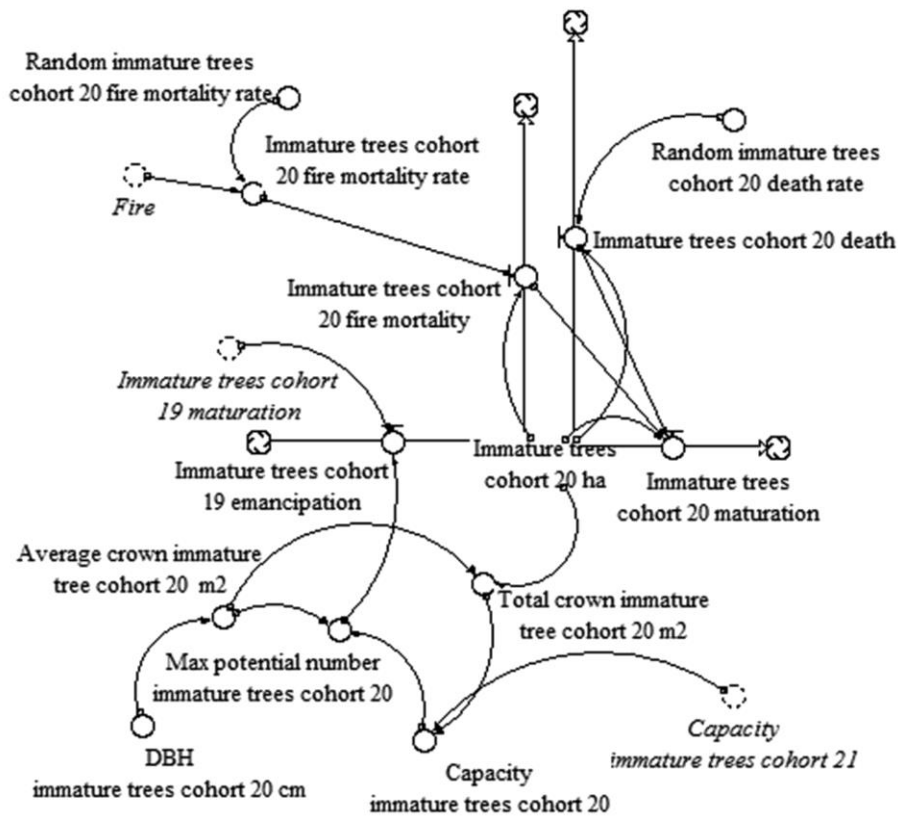 Random immature trees
cohort 20 fire mortality rate
Immature trees cohort
20 fire mortality rate
Random immature trees
cohort 20 death rate
Fire
Immature trees cohort 20 death
Immature trees cohort
20 fire mortality
Immature trees cohort
19 maturation
Immature trees cohort
19 emancipation
Immature trees
cohort 20 ha
Immature trees
cohort 20 maturation
Average crown immature
tree cohort 20 m2
Total crown immature
tree cohort 20 m2
Max potential number
immature trees cohort 20
DBH
immature trees cohort 20 cm
Capacity
immature trees cohort 20
Capacity
immature trees cohort 21